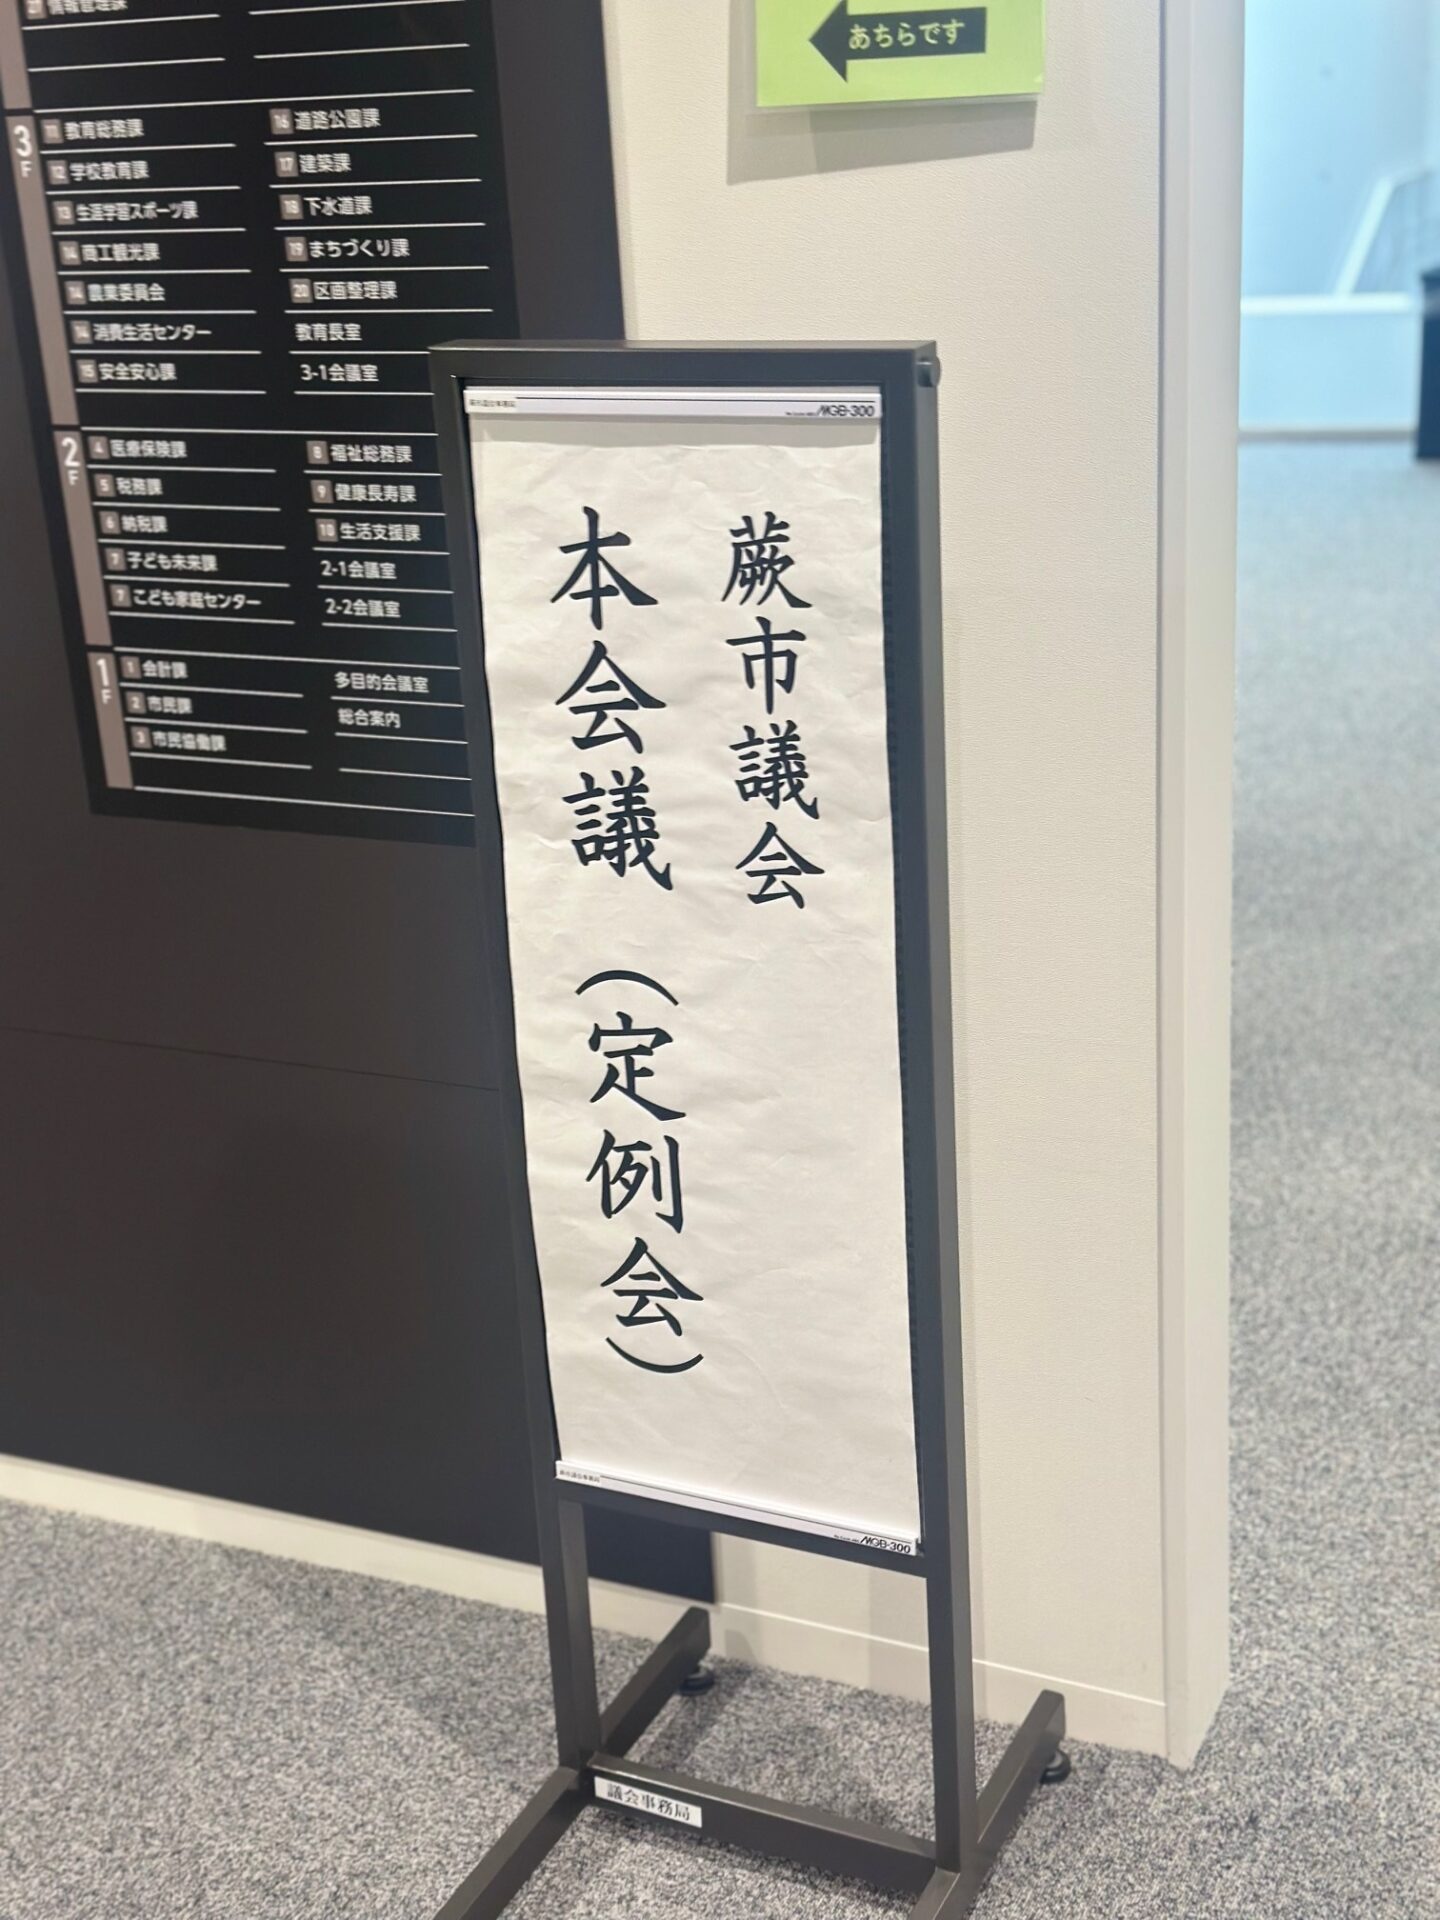 あちらです
27 情報管理課
3F
11 教育総務課
12 学校教育課
13 生涯学習スポーツ課
14 商工観光課
14 農業委員会
14 消費生活センター
15 安全安心課
16 道路公園課
17 建築課
18 下水道課
19 まちづくり課
20 区画整理課
教育長室
3-1会議室
2F
4 医療保険課
5 税務課
6 納税課
7 子ども未来課
7 こども家庭センター
8 福祉総務課
9 健康長寿課
10 生活支援課
2-1会議室
2-2会議室
1F
1 会計課
2 市民課
3 市民協働課
多目的会議室
総合案内
MGB-300
蕨市議会
本会議（定例会）
MGB-300
議会事務局